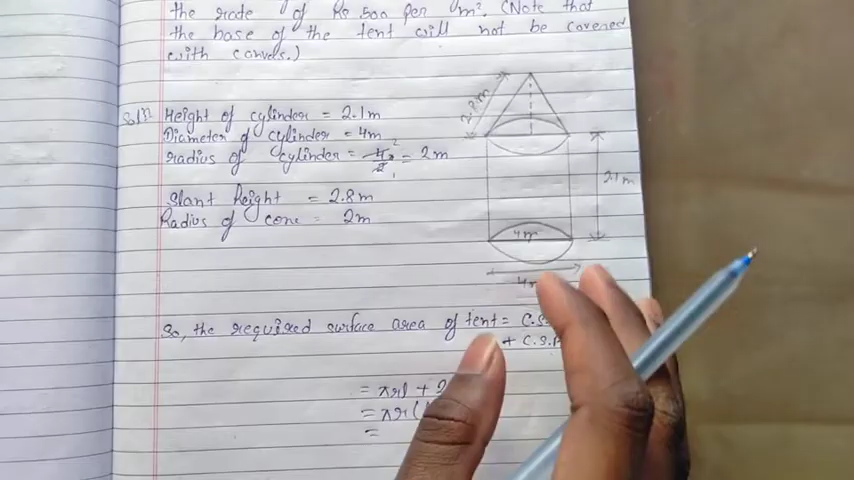 the rate of Rs 500 per m². (Note that
the base of the tent will not be covered
with canvas.)
Solⁿ Height of cylinder = 2.1m
Diameter of cylinder = 4m
radius of cylinder = 4/2 = 2m
Slant height = 2.8m
Radius of cone = 2m
2.8m
2.1m
4m
So, the required surface area of tent = C.S.
+ C.S.A
= πrl + 2
= πr(
=